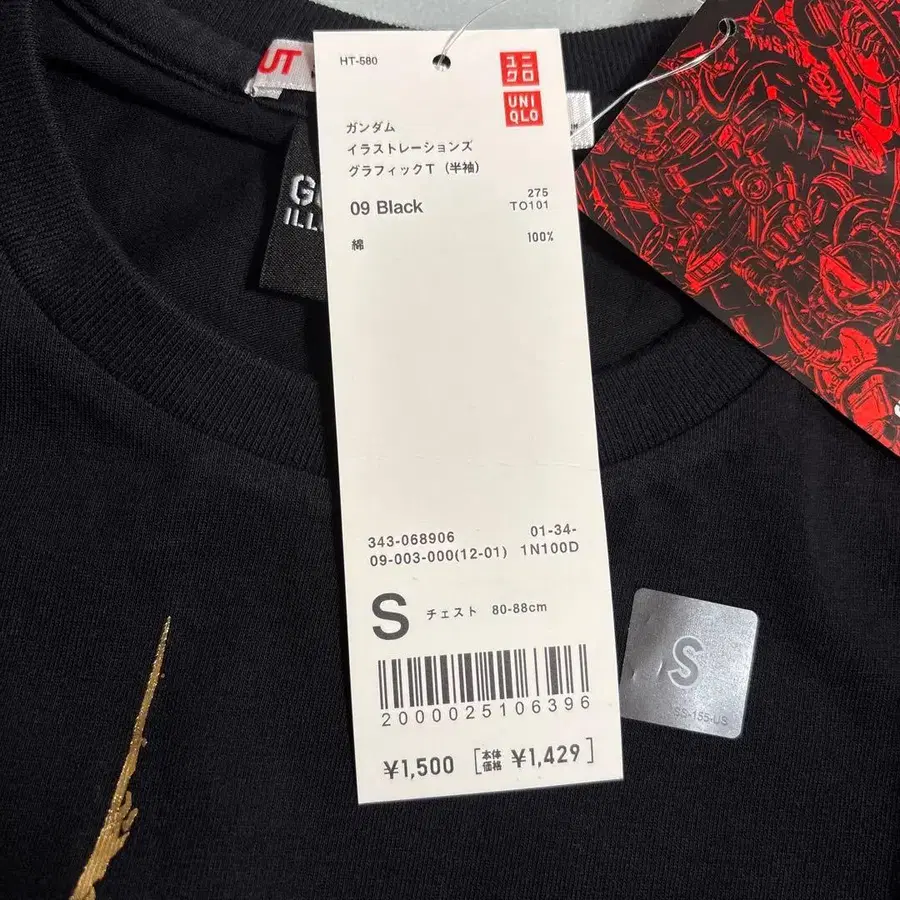 UT
HT-580
ユニ
クロ
UNI
QLO
ガンダム
イラストレーションズ
グラフィックT（半袖）
09 Black
275
TO101
綿 100%
343-068906 01-34-
09-003-000(12-01) 1N100D
S チェスト 80-88cm
2000025106396
¥1,500 [本体価格 ¥1,429]
S
SS-155-US
MS-